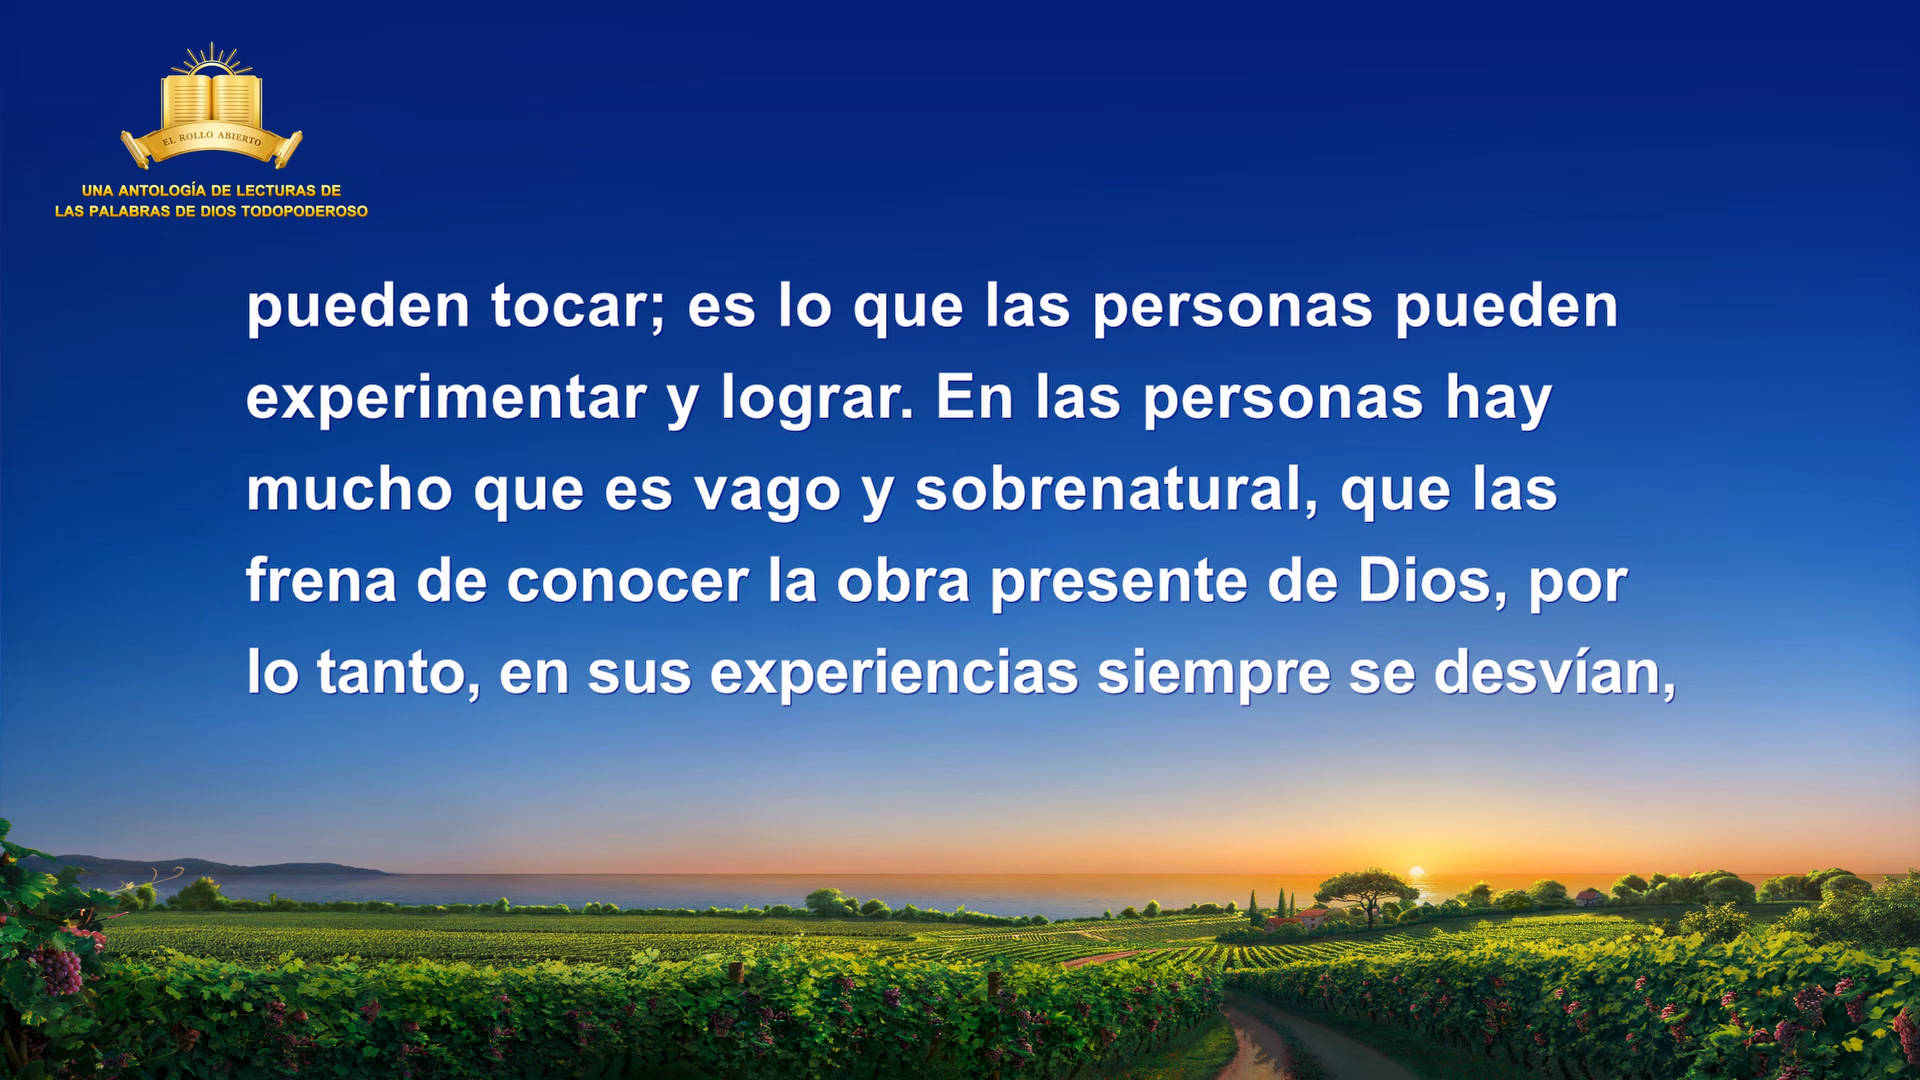 EL ROLLO ABIERTO
UNA ANTOLOGÍA DE LECTURAS DE
LAS PALABRAS DE DIOS TODOPODEROSO
pueden tocar; es lo que las personas pueden
experimentar y lograr. En las personas hay
mucho que es vago y sobrenatural, que las
frena de conocer la obra presente de Dios, por
lo tanto, en sus experiencias siempre se desvían,